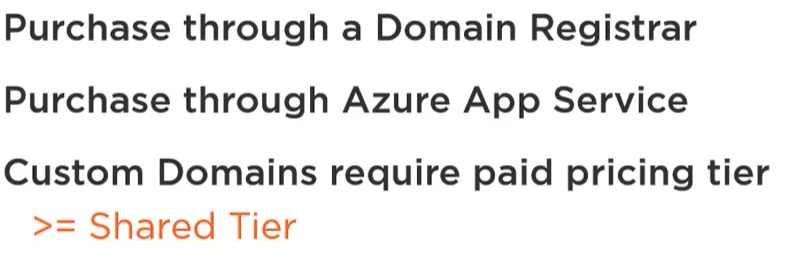 Purchase through a Domain Registrar
Purchase through Azure App Service
Custom Domains require paid pricing tier
>= Shared Tier